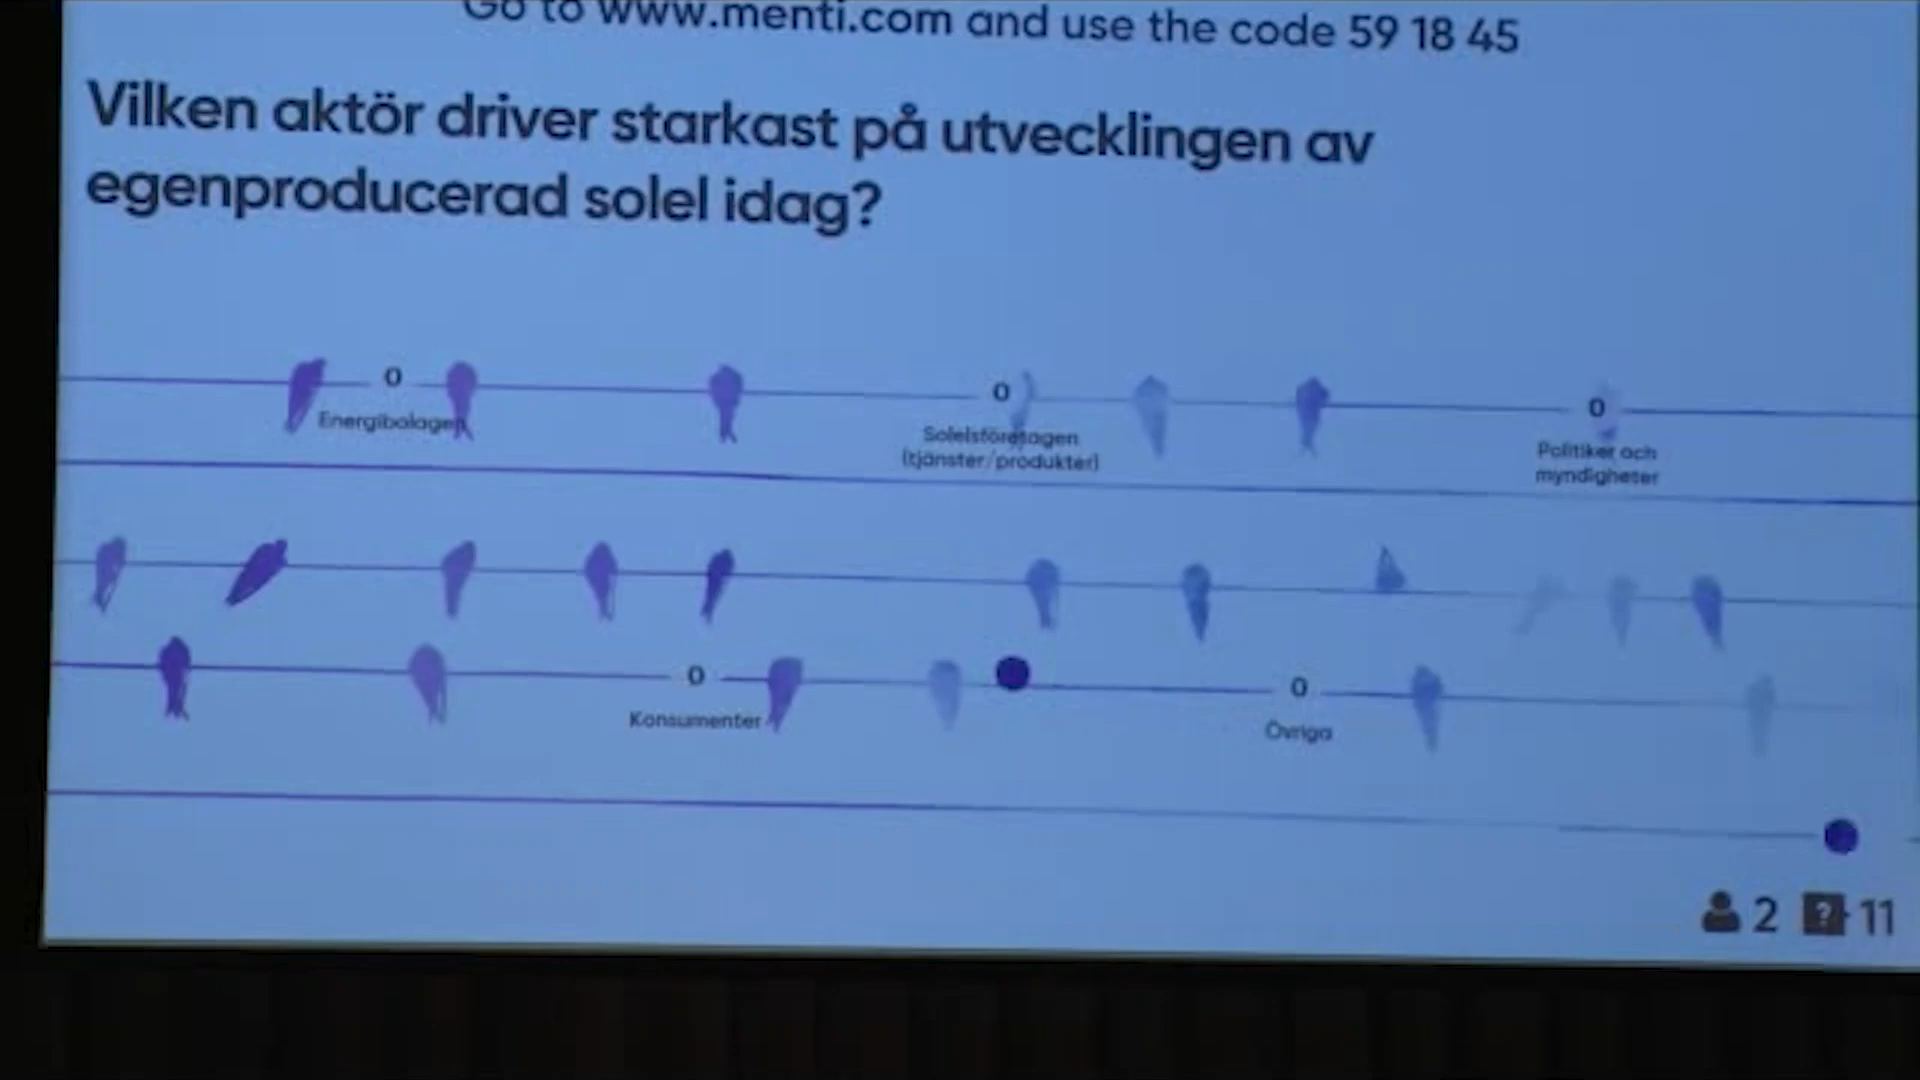 Go to www.menti.com and use the code 59 18 45
Vilken aktör driver starkast på utvecklingen av
egenproducerad solel idag?
0
Energibolagen
0
Solelsföretagen
(tjänster/produkter)
0
Politiker och
myndigheter
0
Konsumenter
0
Övriga
2 ? 11